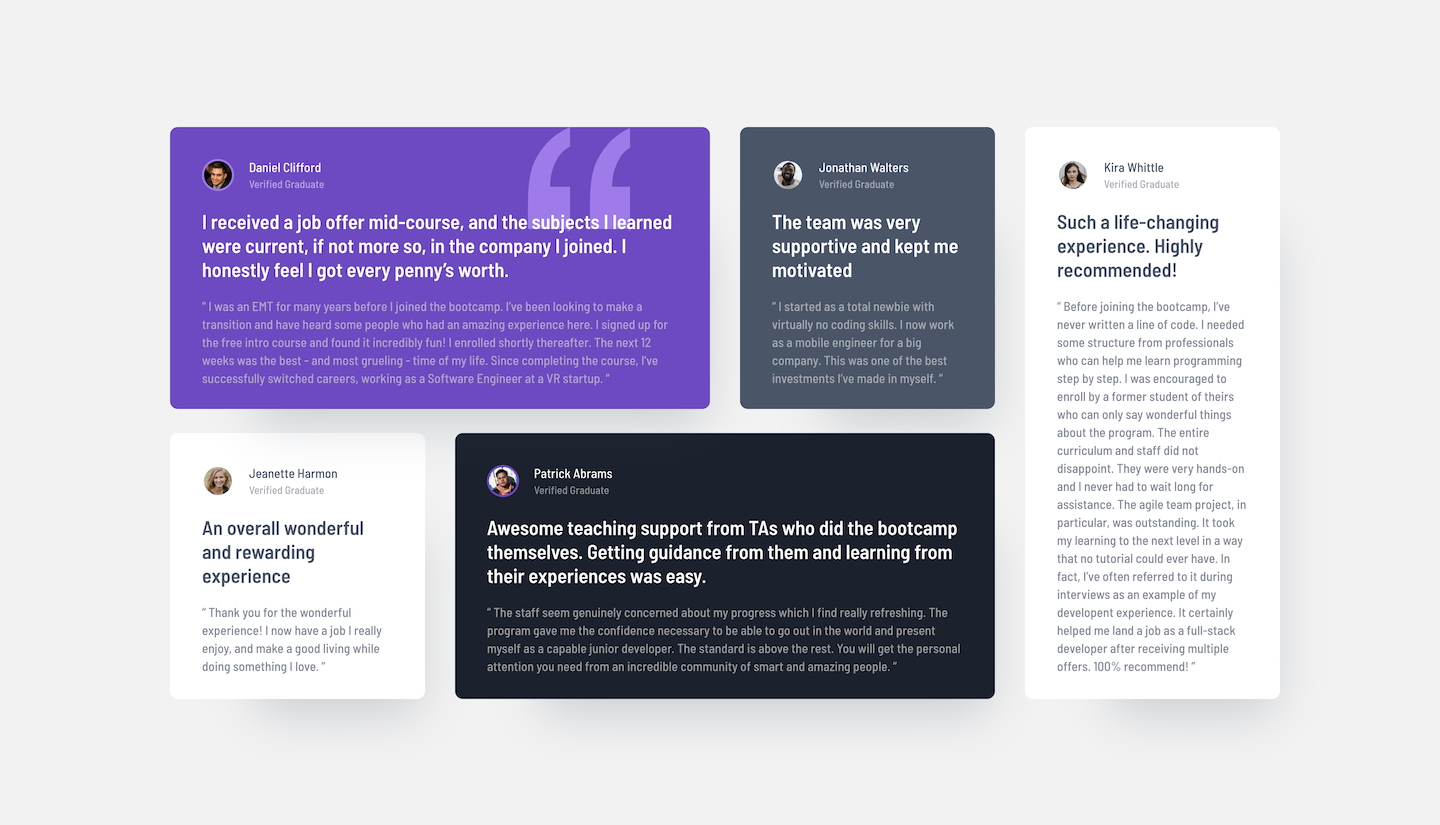 Daniel Clifford
Verified Graduate
I received a job offer mid-course, and the subjects I learned
were current, if not more so, in the company I joined. I
honestly feel I got every penny’s worth.
“ I was an EMT for many years before I joined the bootcamp. I’ve been looking to make a
transition and have heard some people who had an amazing experience here. I signed up for
the free intro course and found it incredibly fun! I enrolled shortly thereafter. The next 12
weeks was the best - and most grueling - time of my life. Since completing the course, I’ve
successfully switched careers, working as a Software Engineer at a VR startup. ”
Jonathan Walters
Verified Graduate
The team was very
supportive and kept me
motivated
“ I started as a total newbie with
virtually no coding skills. I now work
as a mobile engineer for a big
company. This was one of the best
investments I’ve made in myself. ”
Kira Whittle
Verified Graduate
Such a life-changing
experience. Highly
recommended!
“ Before joining the bootcamp, I’ve
never written a line of code. I needed
some structure from professionals
who can help me learn programming
step by step. I was encouraged to
enroll by a former student of theirs
who can only say wonderful things
about the program. The entire
curriculum and staff did not
disappoint. They were very hands-on
and I never had to wait long for
assistance. The agile team project, in
particular, was outstanding. It took
my learning to the next level in a way
that no tutorial could ever have. In
fact, I’ve often referred to it during
interviews as an example of my
developent experience. It certainly
helped me land a job as a full-stack
developer after receiving multiple
offers. 100% recommend! ”
Jeanette Harmon
Verified Graduate
An overall wonderful
and rewarding
experience
“ Thank you for the wonderful
experience! I now have a job I really
enjoy, and make a good living while
doing something I love. ”
Patrick Abrams
Verified Graduate
Awesome teaching support from TAs who did the bootcamp
themselves. Getting guidance from them and learning from
their experiences was easy.
“ The staff seem genuinely concerned about my progress which I find really refreshing. The
program gave me the confidence necessary to be able to go out in the world and present
myself as a capable junior developer. The standard is above the rest. You will get the personal
attention you need from an incredible community of smart and amazing people. ”